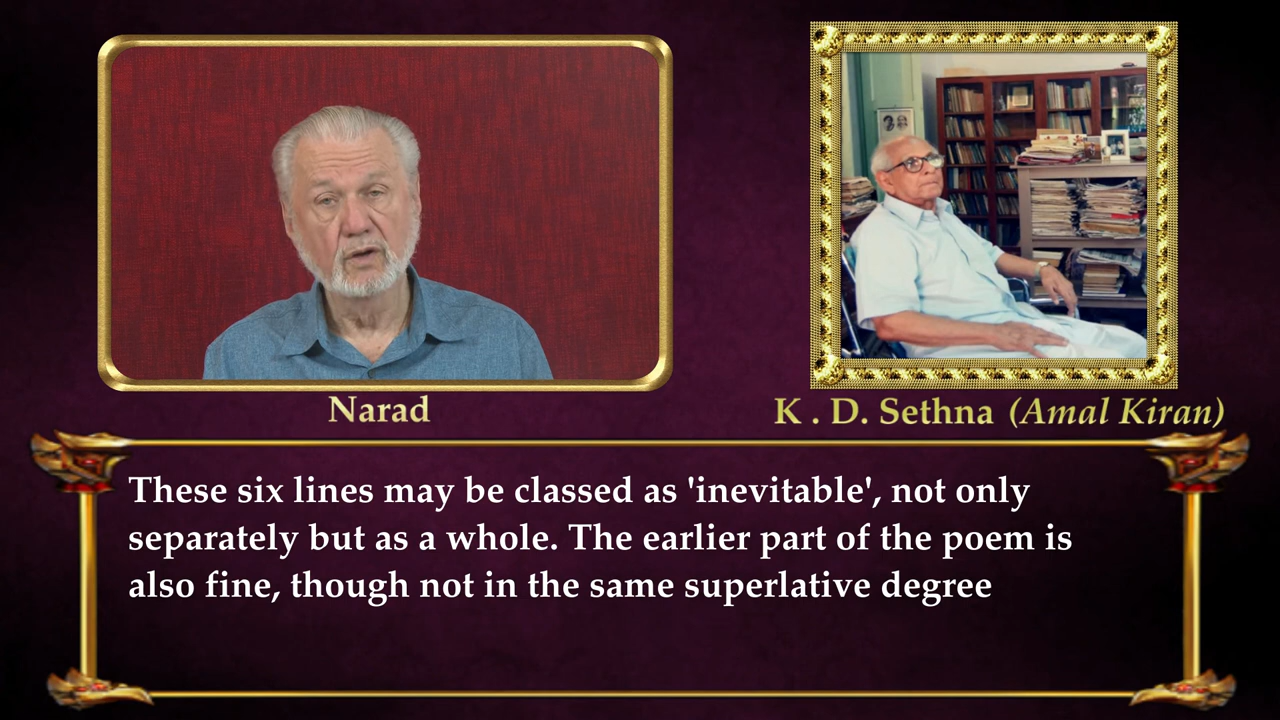 Narad
K . D. Sethna (Amal Kiran)
These six lines may be classed as 'inevitable', not only
separately but as a whole. The earlier part of the poem is
also fine, though not in the same superlative degree